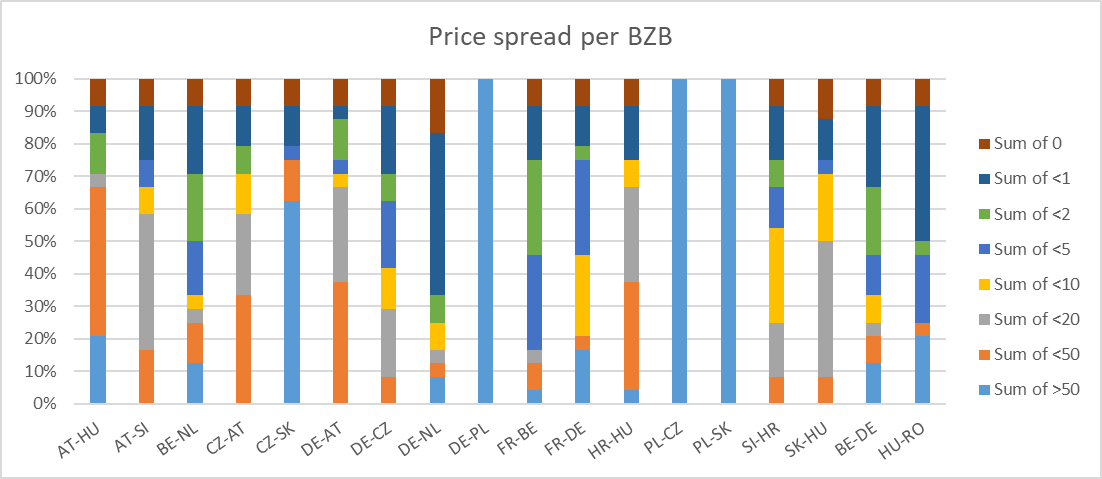 Price spread per BZB
100%
90%
80%
70%
60%
50%
40%
30%
20%
10%
0%
AT-HU
AT-SI
BE-NL
CZ-AT
CZ-SK
DE-AT
DE-CZ
DE-NL
DE-PL
FR-BE
FR-DE
HR-HU
PL-CZ
PL-SK
SI-HR
SK-HU
BE-DE
HU-RO
Sum of 0
Sum of <1
Sum of <2
Sum of <5
Sum of <10
Sum of <20
Sum of <50
Sum of >50